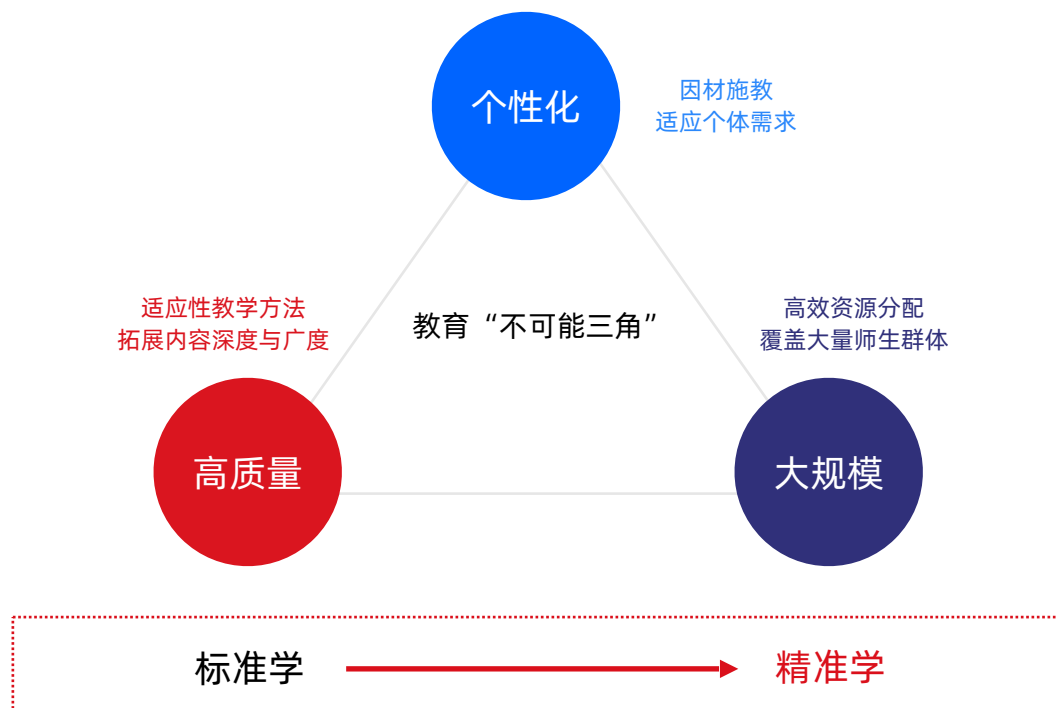 个性化
因材施教
适应个体需求
适应性教学方法
拓展内容深度与广度
教育“不可能三角”
高效资源分配
覆盖大量师生群体
高质量
大规模
标准学
精准学